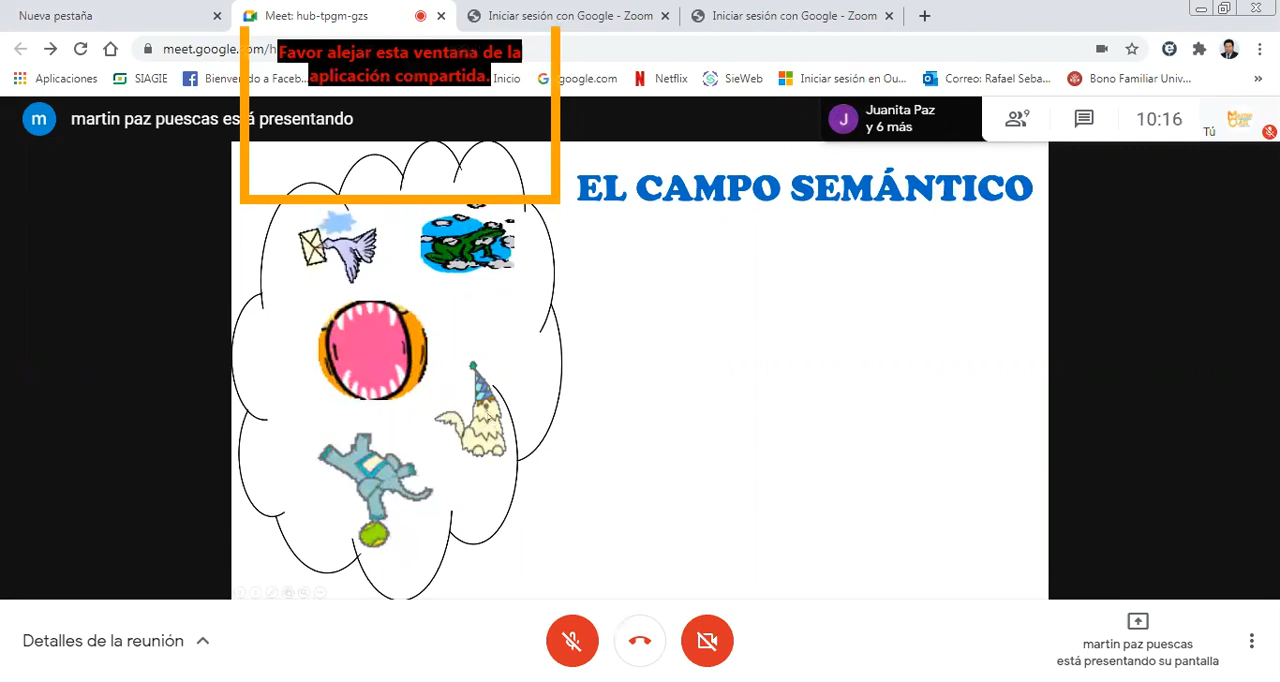 Nueva pestaña
Meet: hub-tpgm-gzs
Iniciar sesión con Google - Zoom
Iniciar sesión con Google - Zoom
meet.google.com/h
Favor alejar esta ventana de la
aplicación compartida.
Aplicaciones
SIAGIE
Bienvenido a Faceb...
Inicio
google.com
Netflix
SieWeb
Iniciar sesión en Ou...
Correo: Rafael Seba...
Bono Familiar Univ...
m
martin paz puescas está presentando
J
Juanita Paz
y 6 más
9
10:16
Tú
EL CAMPO SEMÁNTICO
Detalles de la reunión
martin paz puescas
está presentando su pantalla